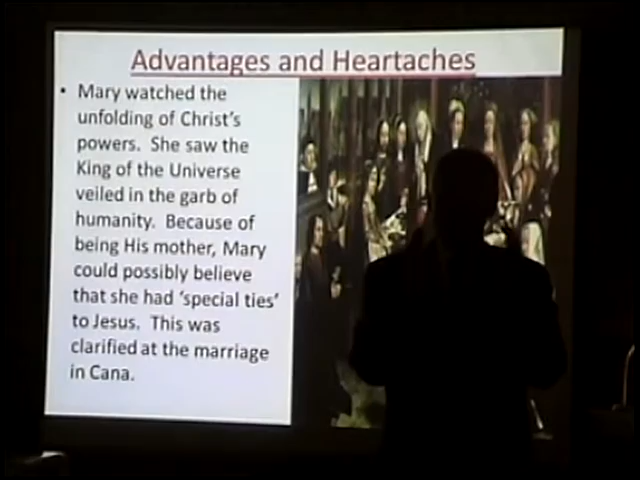 Advantages and Heartaches
• Mary watched the
unfolding of Christ's
powers. She saw the
King of the Universe
veiled in the garb of
humanity. Because of
being His mother, Mary
could possibly believe
that she had 'special ties'
to Jesus. This was
clarified at the marriage
in Cana.